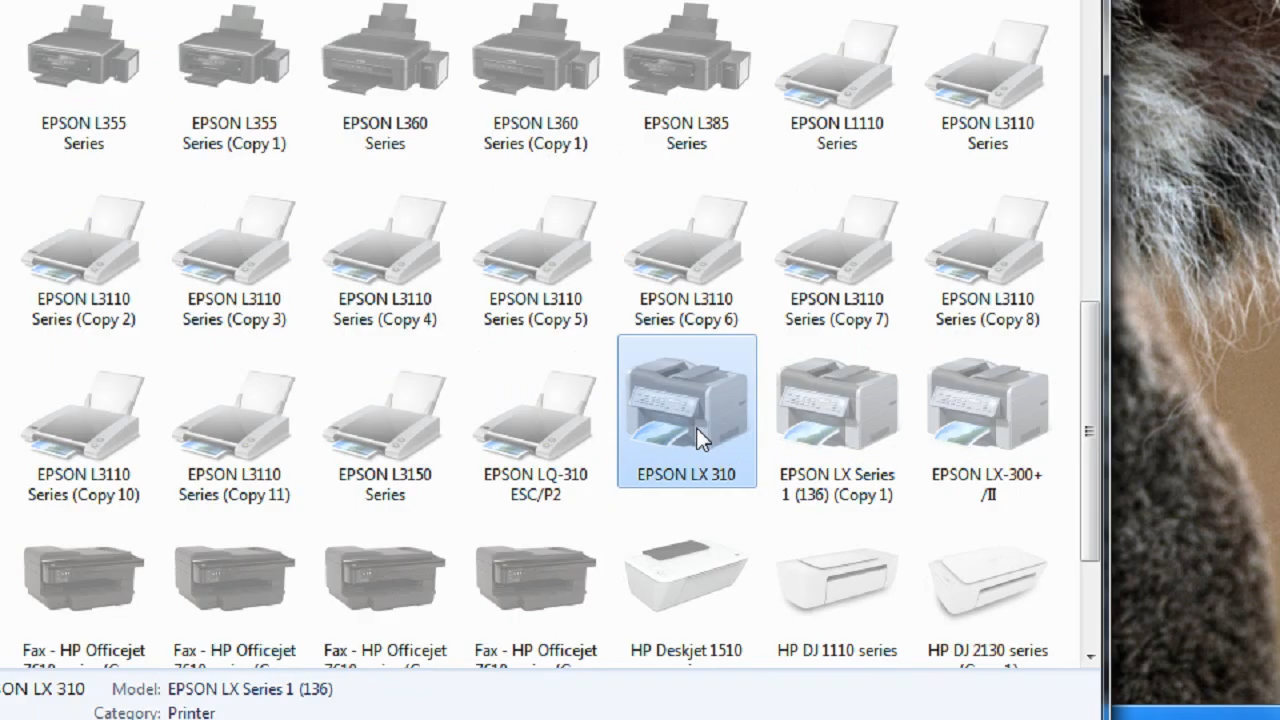 EPSON L355 Series
EPSON L355 Series (Copy 1)
EPSON L360 Series
EPSON L360 Series (Copy 1)
EPSON L385 Series
EPSON L1110 Series
EPSON L3110 Series
EPSON L3110 Series (Copy 2)
EPSON L3110 Series (Copy 3)
EPSON L3110 Series (Copy 4)
EPSON L3110 Series (Copy 5)
EPSON L3110 Series (Copy 6)
EPSON L3110 Series (Copy 7)
EPSON L3110 Series (Copy 8)
EPSON L3110 Series (Copy 10)
EPSON L3110 Series (Copy 11)
EPSON L3150 Series
EPSON LQ-310 ESC/P2
EPSON LX 310
EPSON LX Series 1 (136) (Copy 1)
EPSON LX-300+ /II
Fax - HP Officejet
Fax - HP Officejet
Fax - HP Officejet
Fax - HP Officejet
HP Deskjet 1510
HP DJ 1110 series
HP DJ 2130 series
ON LX 310 Model: EPSON LX Series 1 (136)
Category: Printer